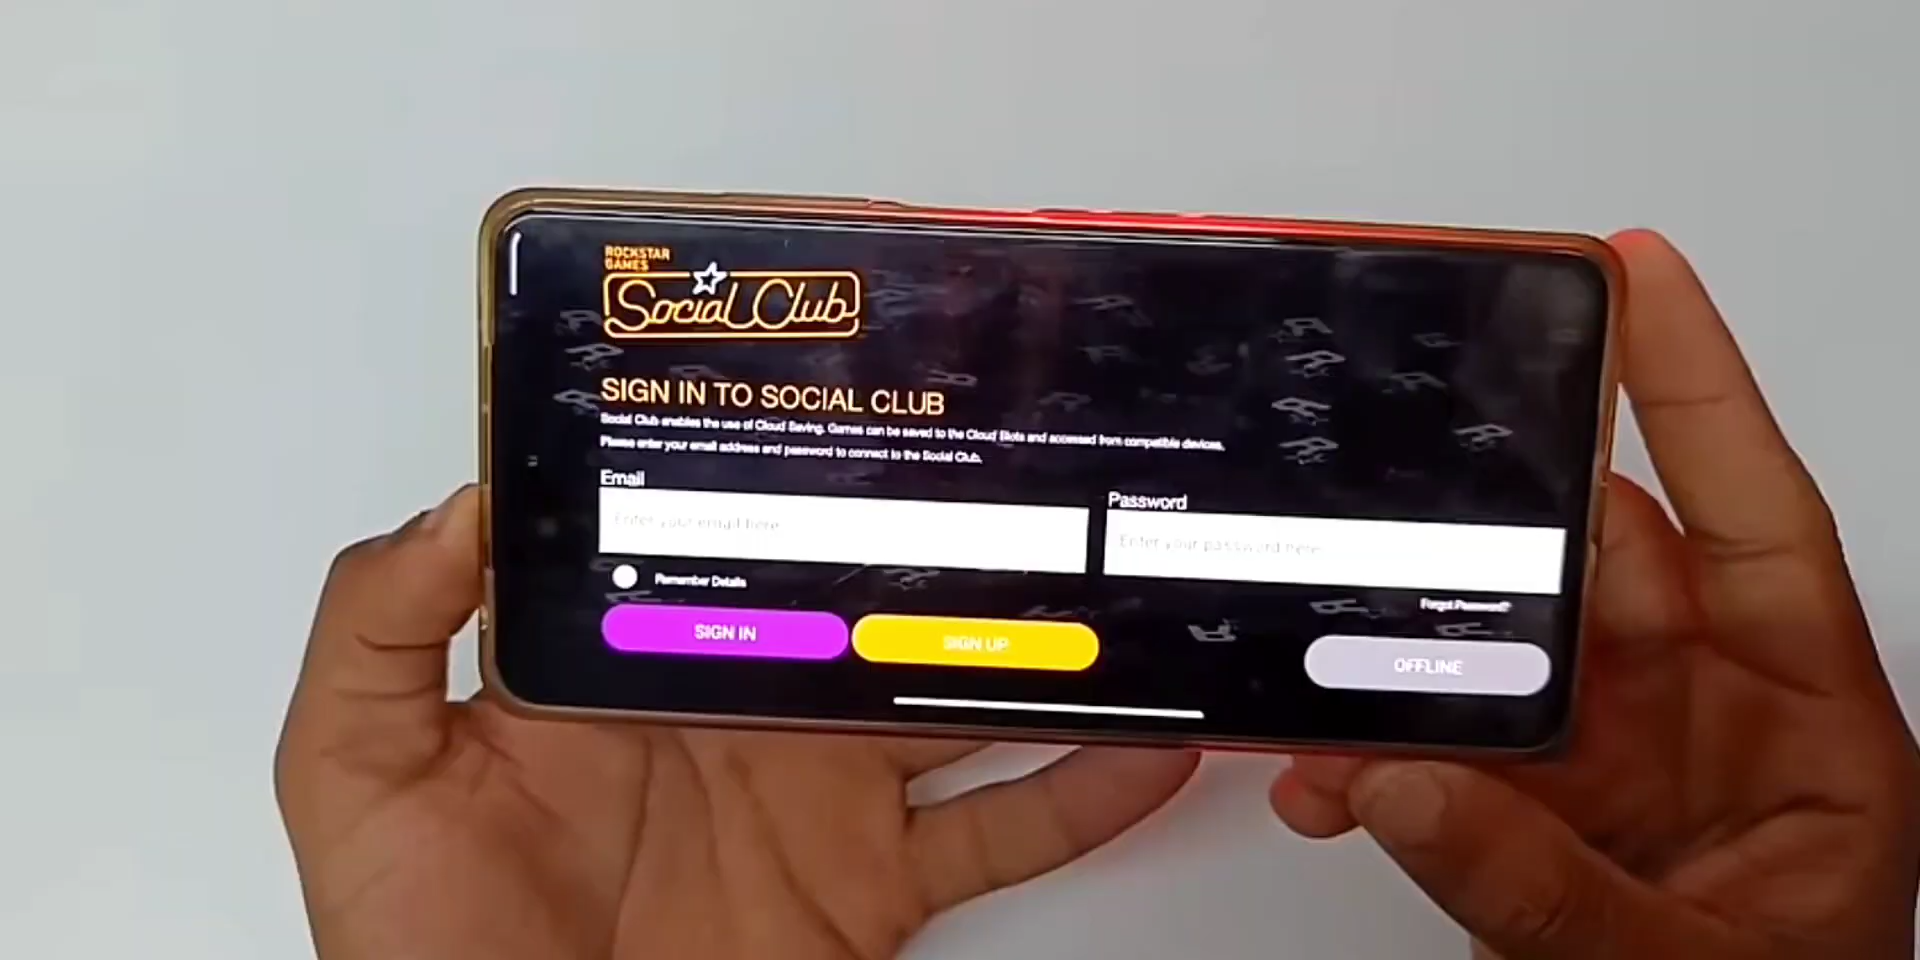 ROCKSTAR
GAMES
Social Club
SIGN IN TO SOCIAL CLUB
Social Club enables the use of Cloud Saving. Games can be saved to the Cloud Slots and accessed from compatible devices.
Please enter your email address and password to connect to the Social Club.
Email
Password
Enter your email here
Enter your password here
Remember Details
Forgot Password?
SIGN IN
SIGN UP
OFFLINE